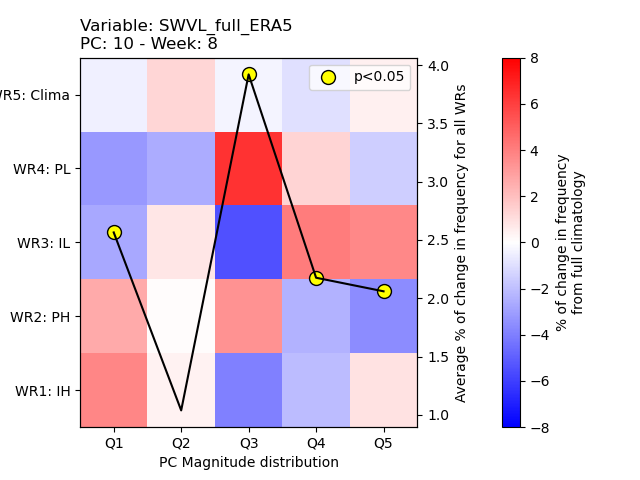 Variable: SWVL_full_ERA5
PC: 10 - Week: 8
WR5: Clima
WR4: PL
WR3: IL
WR2: PH
WR1: IH
Q1 Q2 Q3 Q4 Q5
PC Magnitude distribution
p<0.05
4.0
3.5
3.0
2.5
2.0
1.5
1.0
Average % of change in frequency for all WRs
8
6
4
2
0
−2
−4
−6
−8
% of change in frequency
from full climatology